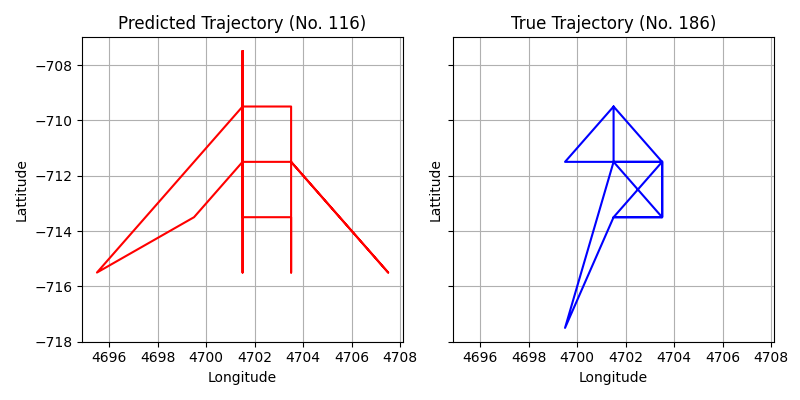 Predicted Trajectory (No. 116)
True Trajectory (No. 186)
−708
−710
−712
−714
−716
−718
Lattitude
Lattitude
4696 4698 4700 4702 4704 4706 4708
4696 4698 4700 4702 4704 4706 4708
Longitude
Longitude